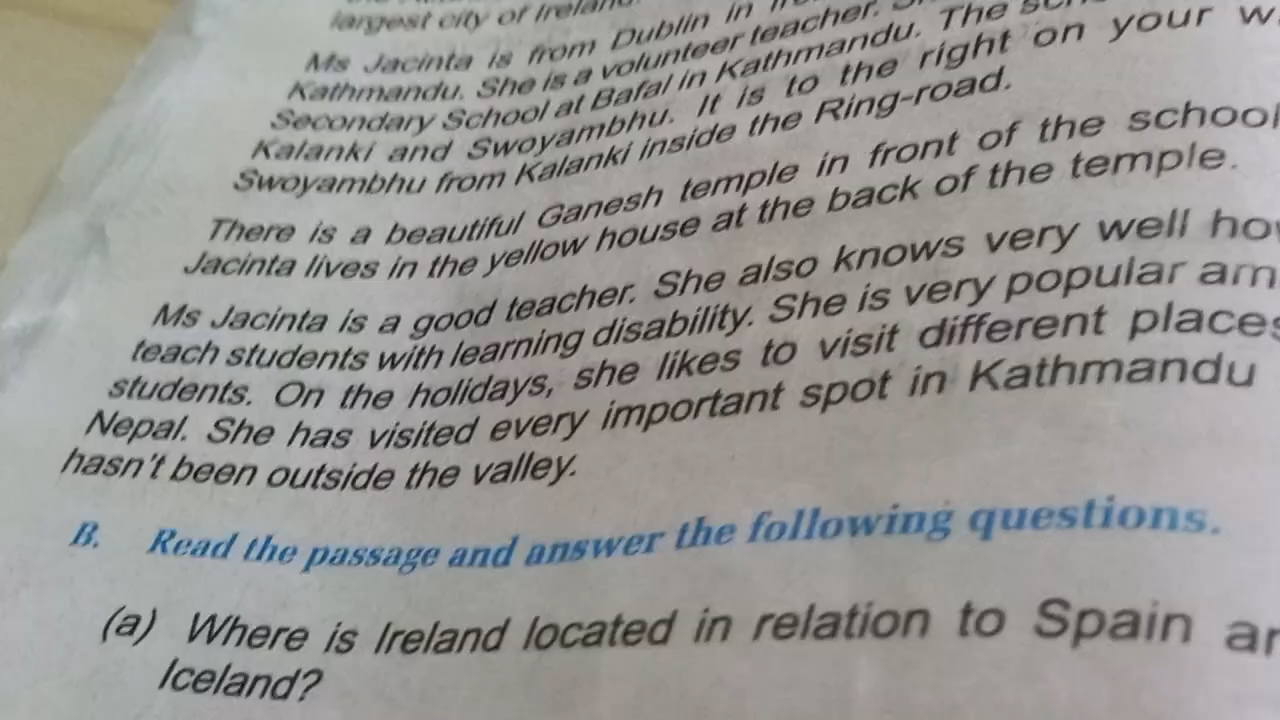 largest city of Ireland.
Ms Jacinta is from Dublin in
Kathmandu. She is a volunteer teacher.
Secondary School at Bafal in Kathmandu. The
Kalanki and Swoyambhu. It is to the right on your
Swoyambhu from Kalanki inside the Ring-road.
There is a beautiful Ganesh temple in front of the school
Jacinta lives in the yellow house at the back of the temple.
Ms Jacinta is a good teacher. She also knows very well
teach students with learning disability. She is very popular
students. On the holidays, she likes to visit different places
Nepal. She has visited every important spot in Kathmandu
hasn't been outside the valley.
B. Read the passage and answer the following questions.
(a) Where is Ireland located in relation to Spain
Iceland?